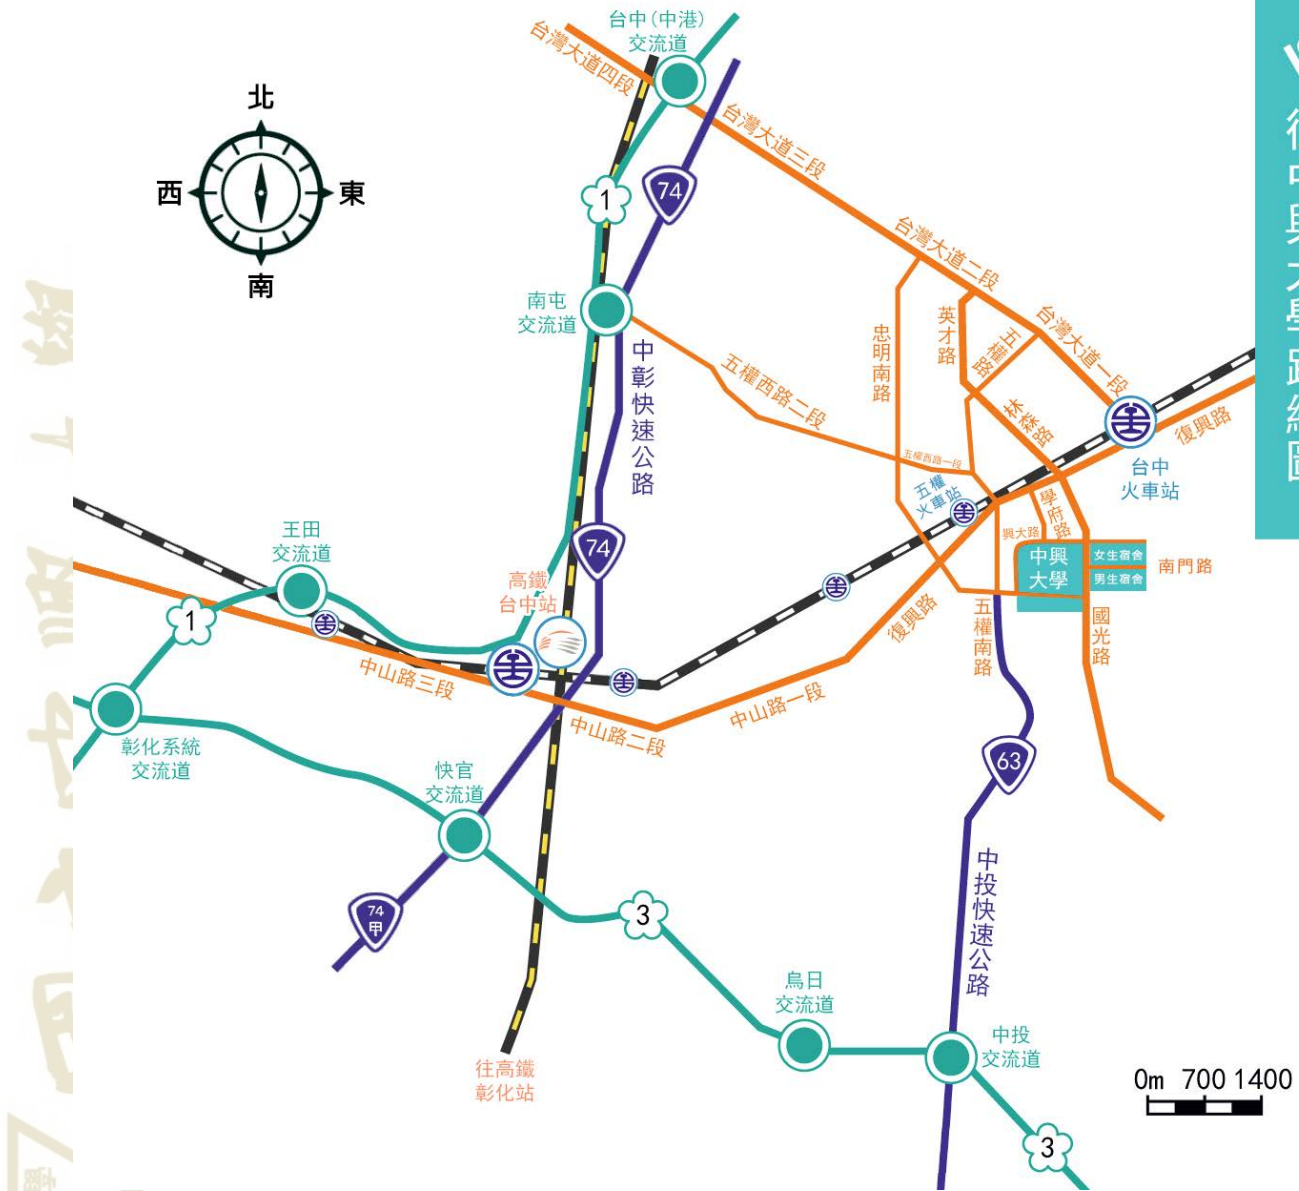 台中(中港)
交流道
台灣大道四段
北
西
東
南
台灣大道三段
74
1
台灣大道二段
南屯
交流道
中彰快速公路
五權西路二段
忠明南路
英才路
五權路
台灣大道一段
林森路
復興路
台中
火車站
五權西路一段
五權
火車站
學府路
興大路
中興
大學
女生宿舍
男生宿舍
南門路
往中興大學路線圖
王田
交流道
74
高鐵
台中站
1
中山路三段
中山路二段
中山路一段
復興路
五權南路
國光路
彰化系統
交流道
快官
交流道
63
74
甲
3
中投快速公路
烏日
交流道
中投
交流道
往高鐵
彰化站
0m 700 1400
3